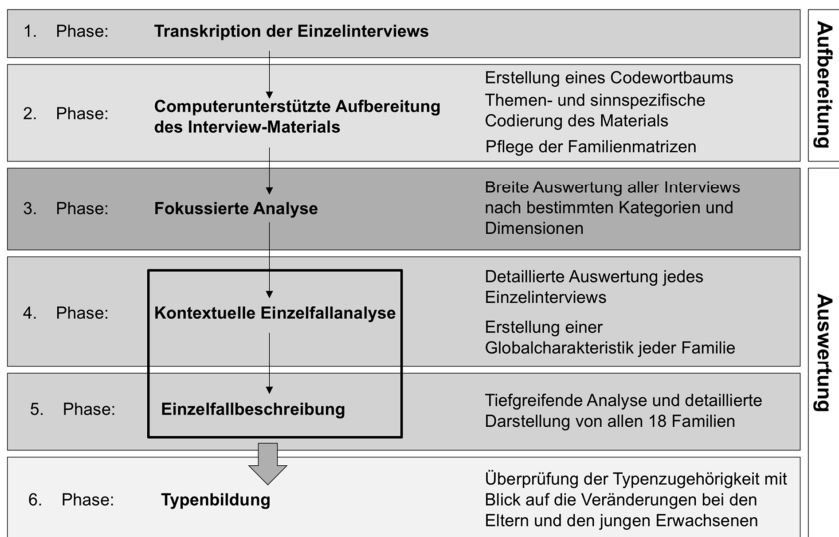 1. Phase: Transkription der Einzelinterviews
2. Phase: Computerunterstützte Aufbereitung
des Interview-Materials
Erstellung eines Codewortbaums
Themen- und sinnspezifische
Codierung des Materials
Pflege der Familienmatrizen
Aufbereitung
3. Phase: Fokussierte Analyse
Breite Auswertung aller Interviews
nach bestimmten Kategorien und
Dimensionen
4. Phase: Kontextuelle Einzelfallanalyse
Detaillierte Auswertung jedes
Einzelinterviews
Erstellung einer
Globalcharakteristik jeder Familie
5. Phase: Einzelfallbeschreibung
Tiefgreifende Analyse und detaillierte
Darstellung von allen 18 Familien
6. Phase: Typenbildung
Überprüfung der Typenzugehörigkeit mit
Blick auf die Veränderungen bei den
Eltern und den jungen Erwachsenen
Auswertung